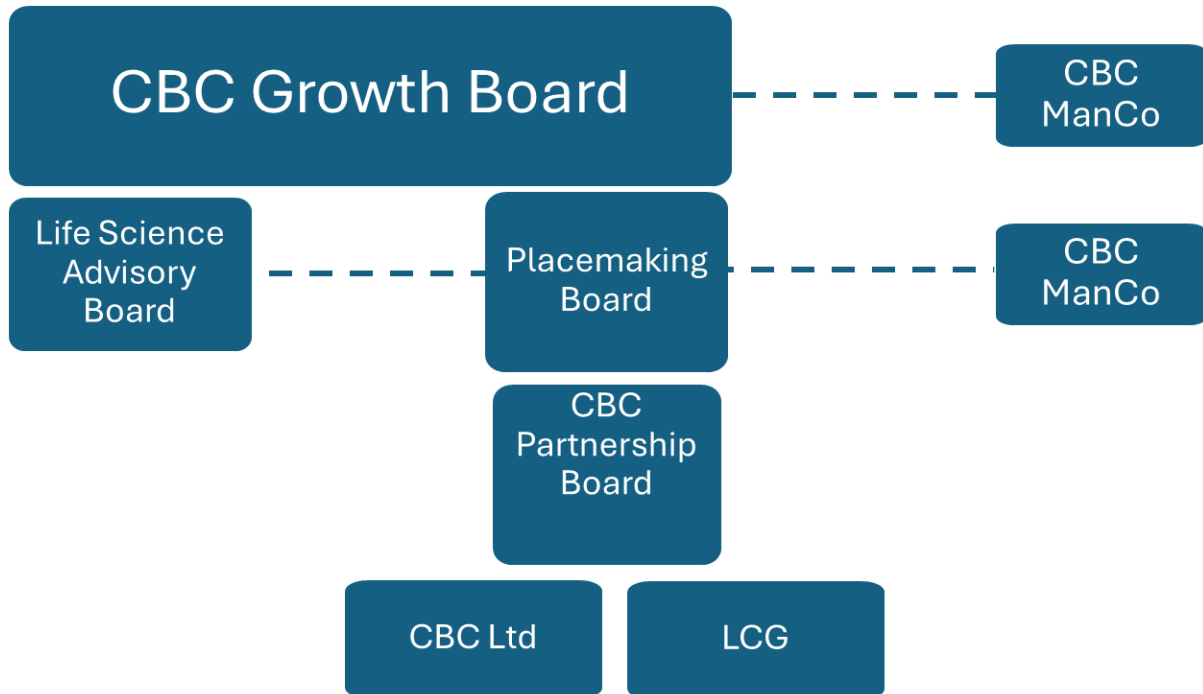 CBC Growth Board
CBC
ManCo
Life Science
Advisory
Board
Placemaking
Board
CBC
ManCo
CBC
Partnership
Board
CBC Ltd
LCG